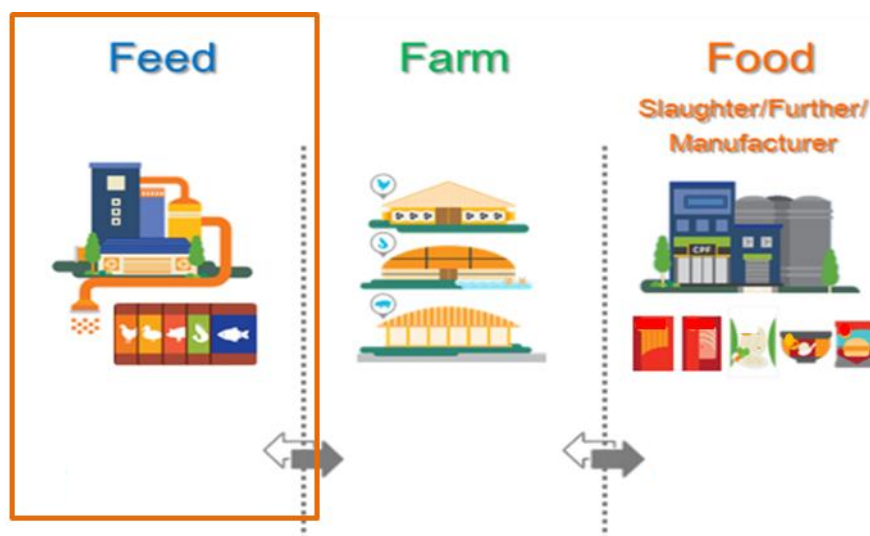 Feed
Farm
Food
Slaughter/Further/
Manufacturer
CPF